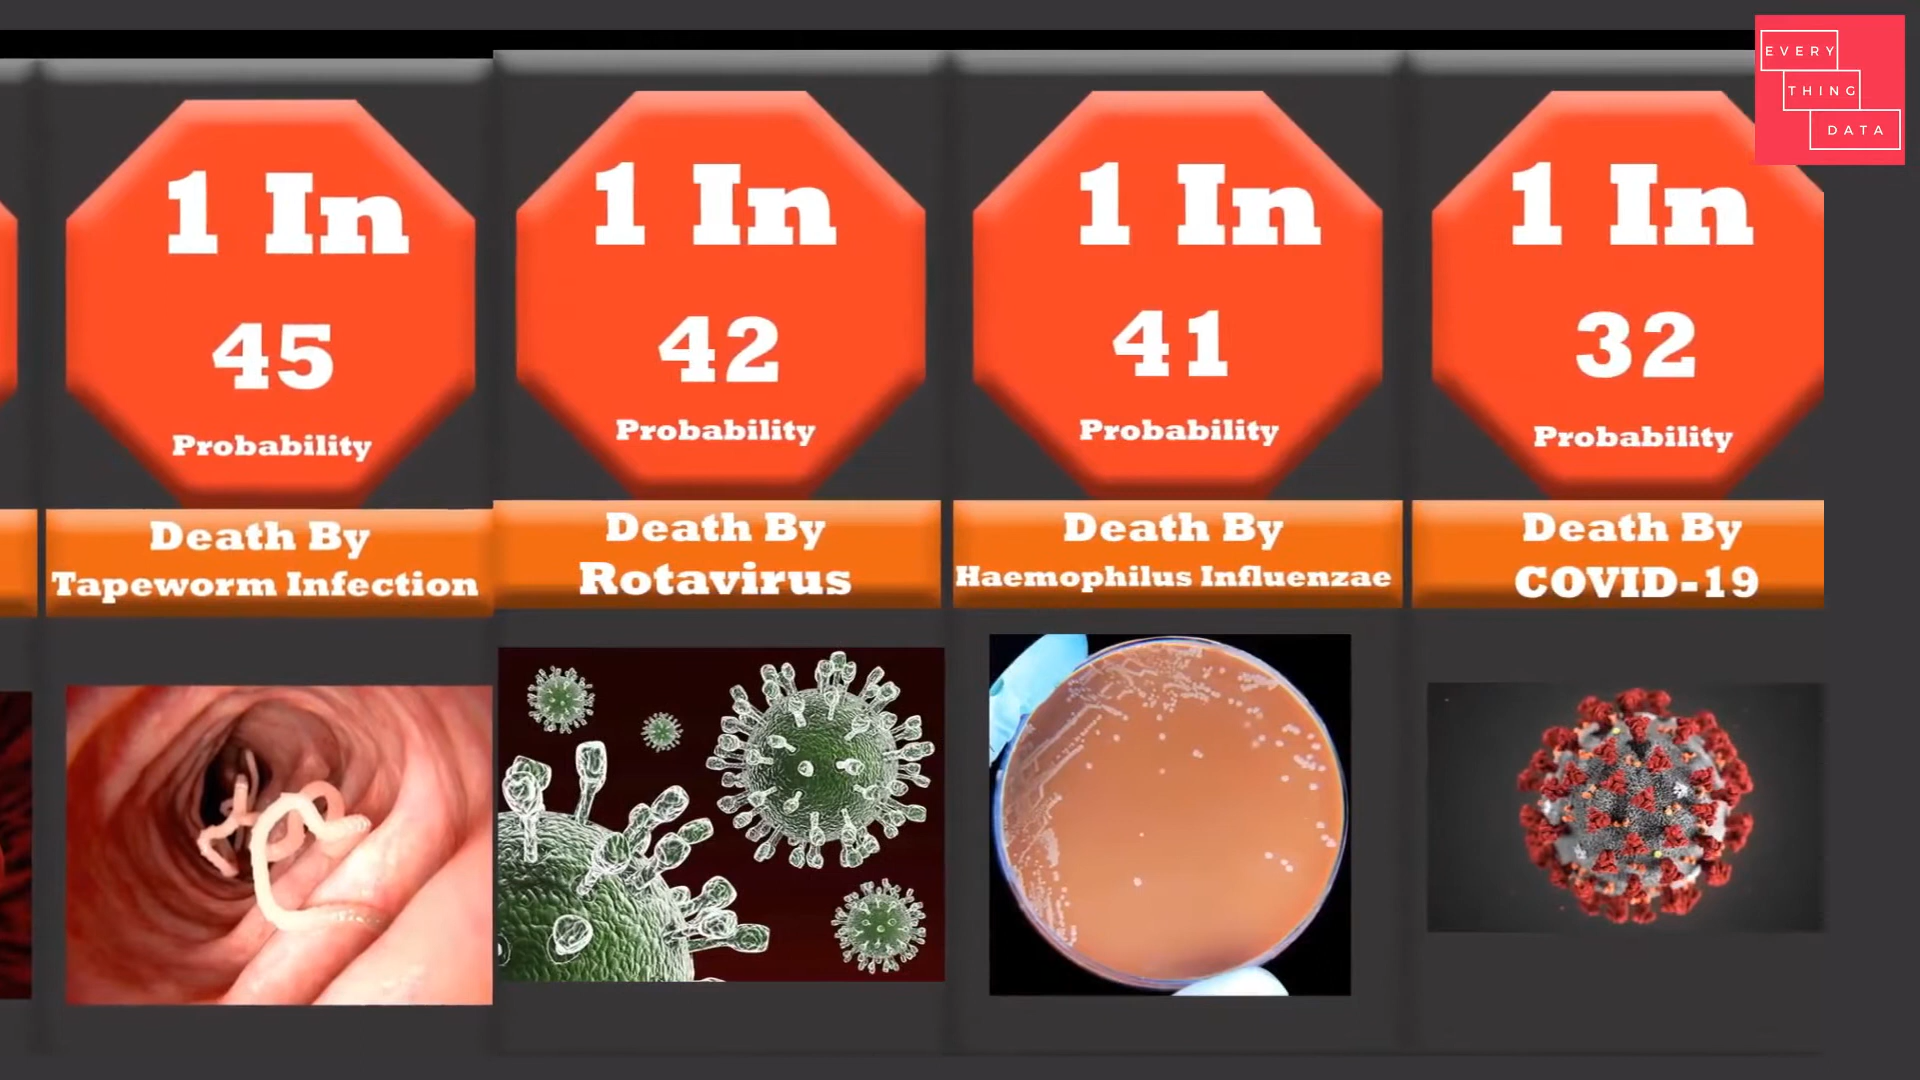 1 In
45
Probability
Death By
Tapeworm Infection
1 In
42
Probability
Death By
Rotavirus
1 In
41
Probability
Death By
Haemophilus Influenzae
1 In
32
Probability
Death By
COVID-19
EVERY
THING
DATA